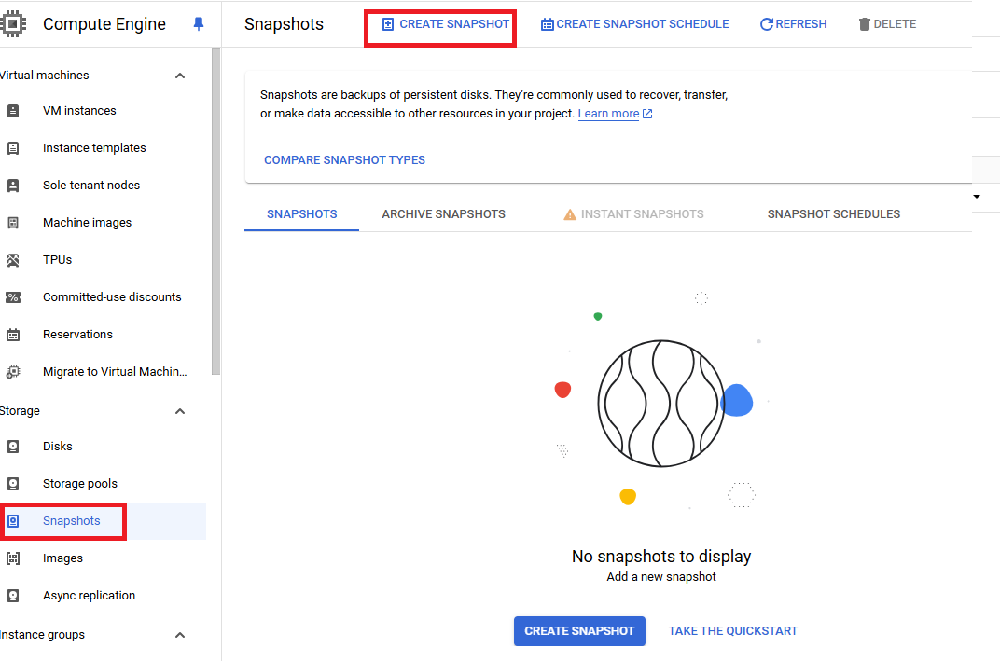 Compute Engine
Virtual machines
VM instances
Instance templates
Sole-tenant nodes
Machine images
TPUs
Committed-use discounts
Reservations
Migrate to Virtual Machin...
Storage
Disks
Storage pools
Snapshots
Images
Async replication
Instance groups
Snapshots
CREATE SNAPSHOT
CREATE SNAPSHOT SCHEDULE
REFRESH
DELETE
Snapshots are backups of persistent disks. They’re commonly used to recover, transfer,
or make data accessible to other resources in your project. Learn more
COMPARE SNAPSHOT TYPES
SNAPSHOTS
ARCHIVE SNAPSHOTS
INSTANT SNAPSHOTS
SNAPSHOT SCHEDULES
No snapshots to display
Add a new snapshot
CREATE SNAPSHOT
TAKE THE QUICKSTART